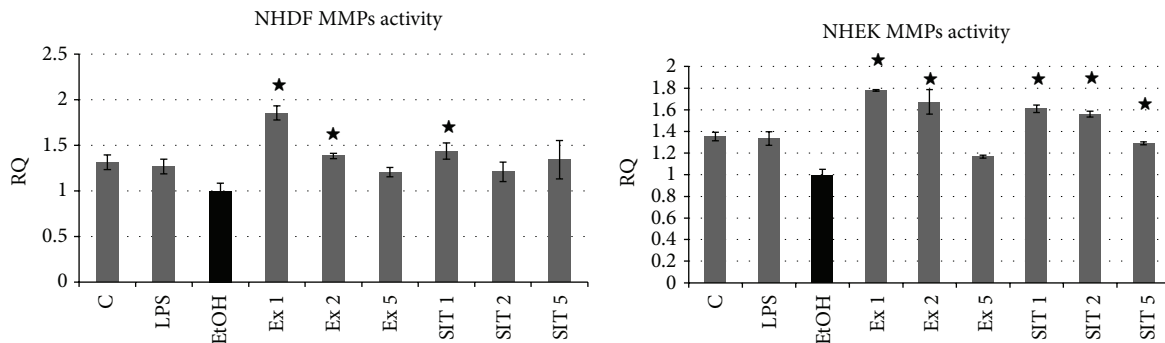 NHDF MMPs activity
RQ
2.5
2
1.5
1
0.5
0
C
LPS
EtOH
Ex 1
Ex 2
Ex 5
SIT 1
SIT 2
SIT 5
NHEK MMPs activity
RQ
2
1.8
1.6
1.4
1.2
1
0.8
0.6
0.4
0.2
0
C
LPS
EtOH
Ex 1
Ex 2
Ex 5
SIT 1
SIT 2
SIT 5